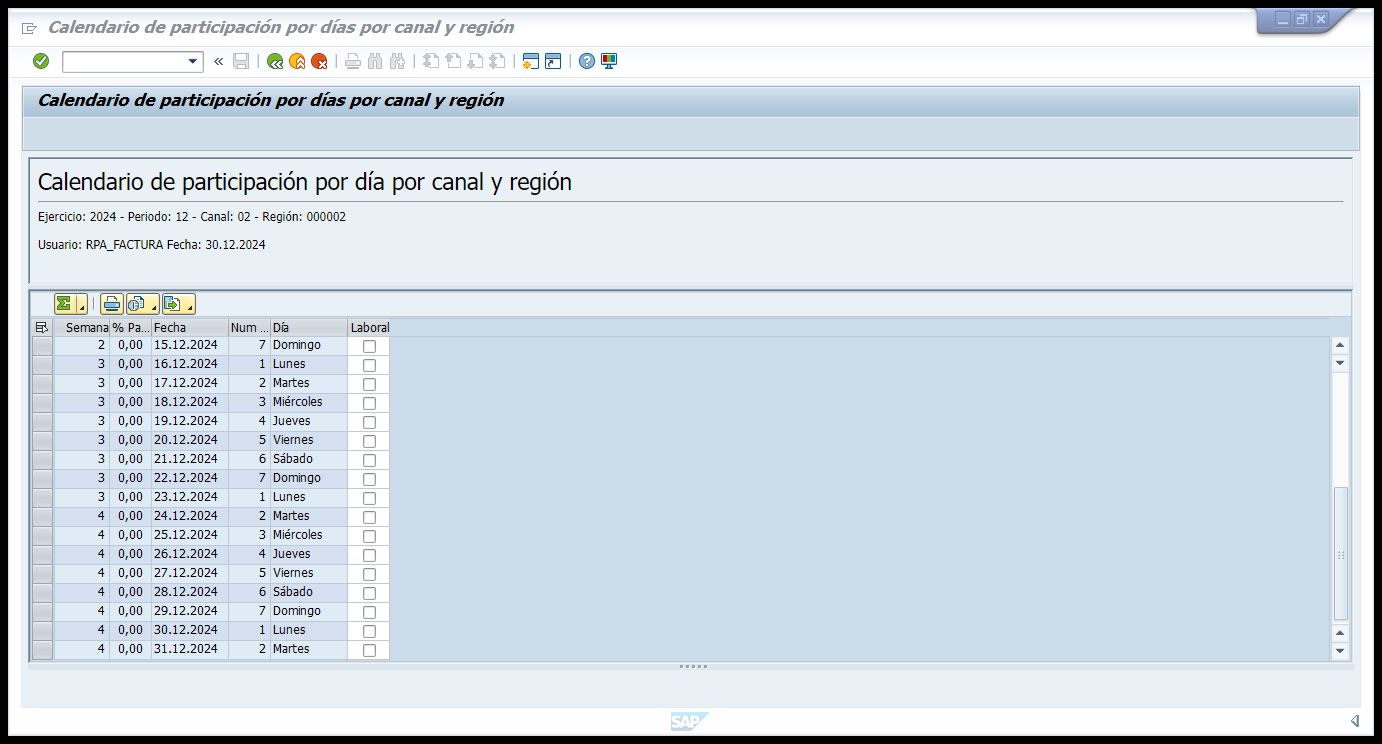 Calendario de participación por días por canal y región
Calendario de participación por días por canal y región
Calendario de participación por día por canal y región
Ejercicio: 2024 - Periodo: 12 - Canal: 02 - Región: 000002
Usuario: RPA_FACTURA Fecha: 30.12.2024
Semana % Pa... Fecha Num ... Día Laboral
2 0,00 15.12.2024 7 Domingo
3 0,00 16.12.2024 1 Lunes
3 0,00 17.12.2024 2 Martes
3 0,00 18.12.2024 3 Miércoles
3 0,00 19.12.2024 4 Jueves
3 0,00 20.12.2024 5 Viernes
3 0,00 21.12.2024 6 Sábado
3 0,00 22.12.2024 7 Domingo
3 0,00 23.12.2024 1 Lunes
4 0,00 24.12.2024 2 Martes
4 0,00 25.12.2024 3 Miércoles
4 0,00 26.12.2024 4 Jueves
4 0,00 27.12.2024 5 Viernes
4 0,00 28.12.2024 6 Sábado
4 0,00 29.12.2024 7 Domingo
4 0,00 30.12.2024 1 Lunes
4 0,00 31.12.2024 2 Martes
SAP